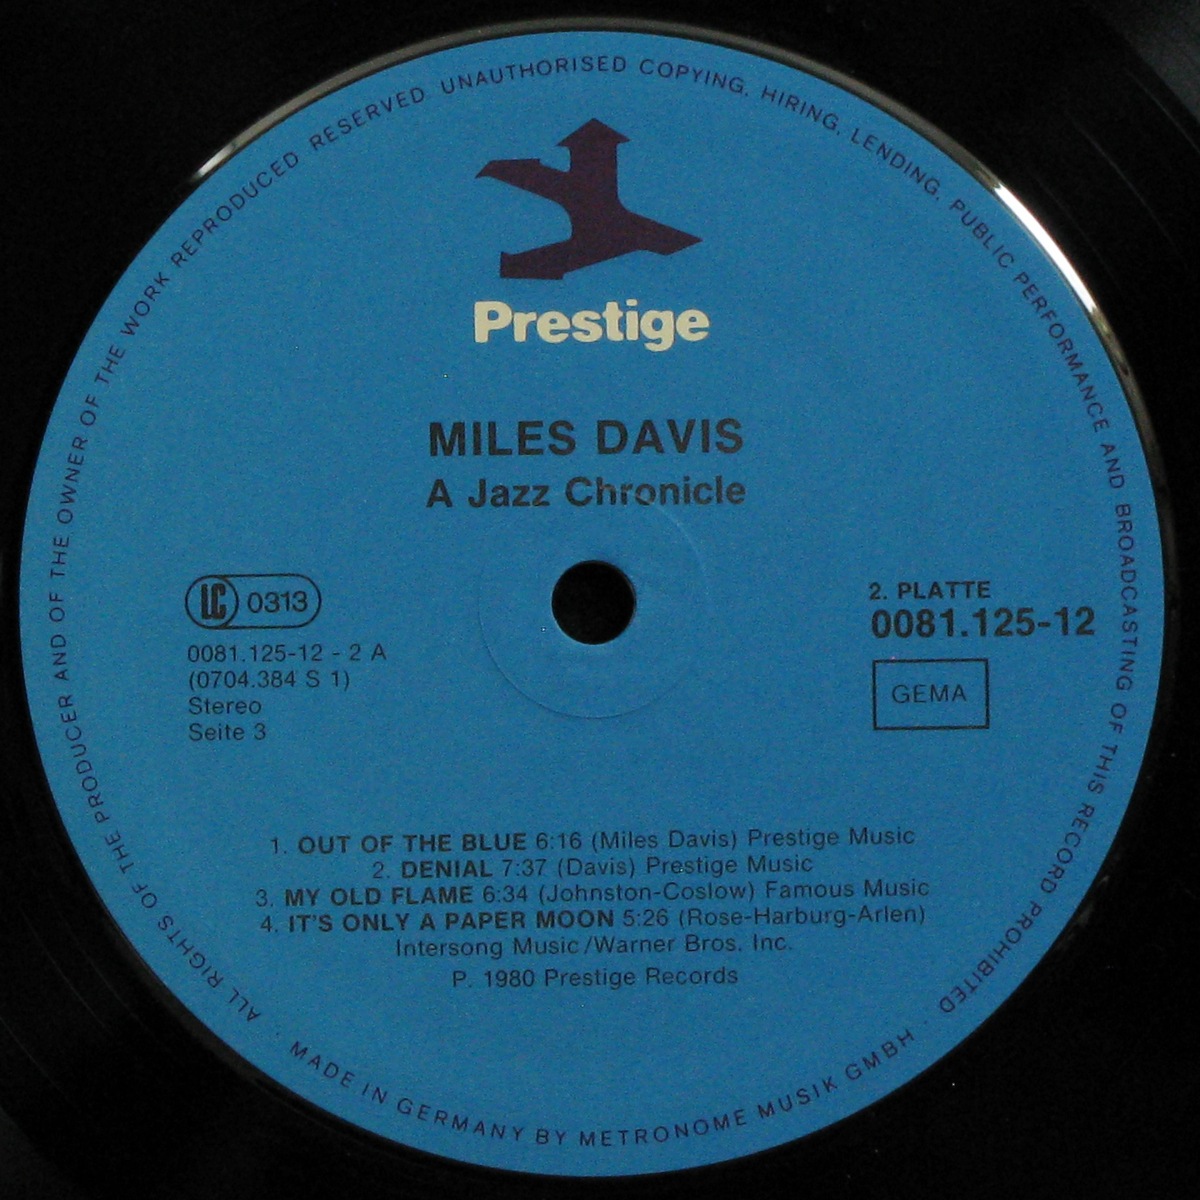 ALL RIGHTS OF THE PRODUCER AND OF THE OWNER OF THE WORK REPRODUCED RESERVED UNAUTHORISED COPYING, HIRING, LENDING, PUBLIC PERFORMANCE AND BROADCASTING OF THIS RECORD PROHIBITED
Prestige
MILES DAVIS
A Jazz Chronicle
LC 0313
0081.125-12 - 2 A
(0704.384 S 1)
Stereo
Seite 3
2. PLATTE
0081.125-12
GEMA
1. OUT OF THE BLUE 6:16 (Miles Davis) Prestige Music
2. DENIAL 7:37 (Davis) Prestige Music
3. MY OLD FLAME 6:34 (Johnston-Coslow) Famous Music
4. IT'S ONLY A PAPER MOON 5:26 (Rose-Harburg-Arlen)
Intersong Music/Warner Bros. Inc.
P. 1980 Prestige Records
· MADE IN GERMANY BY METRONOME MUSIK GMBH ·